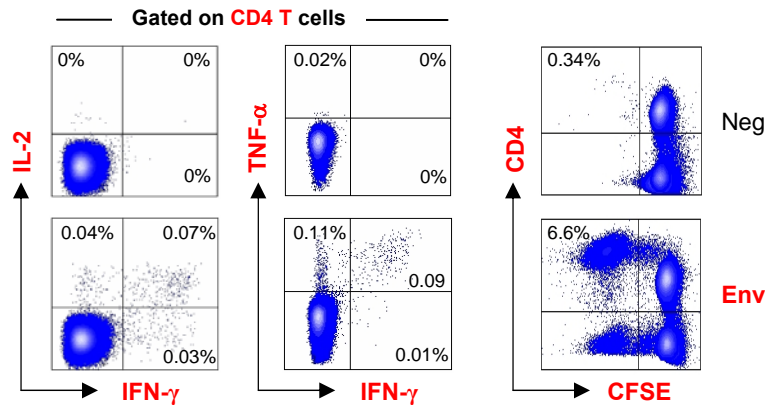 Gated on CD4 T cells
0% 0%
0%
IL-2
0.02% 0%
0%
TNF-α
0.34%
CD4
Neg
0.04% 0.07%
0.03%
IFN-γ
0.11%
0.09
0.01%
IFN-γ
6.6%
CFSE
Env